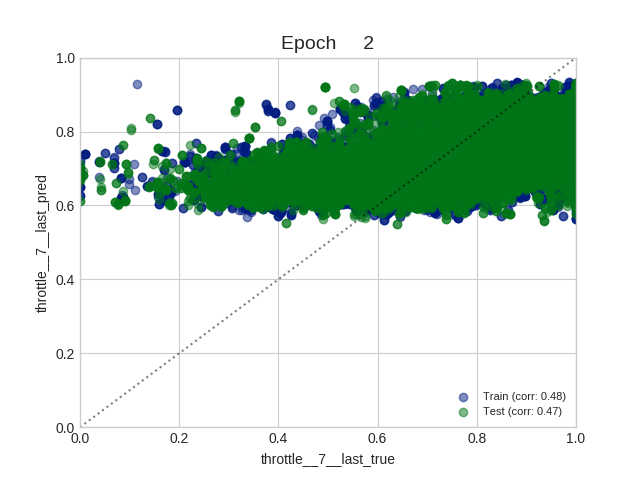 Epoch 2
1.0
0.8
0.6
0.4
0.2
0.0
throttle__7__last_pred
0.0 0.2 0.4 0.6 0.8 1.0
throttle__7__last_true
Train (corr: 0.48)
Test (corr: 0.47)